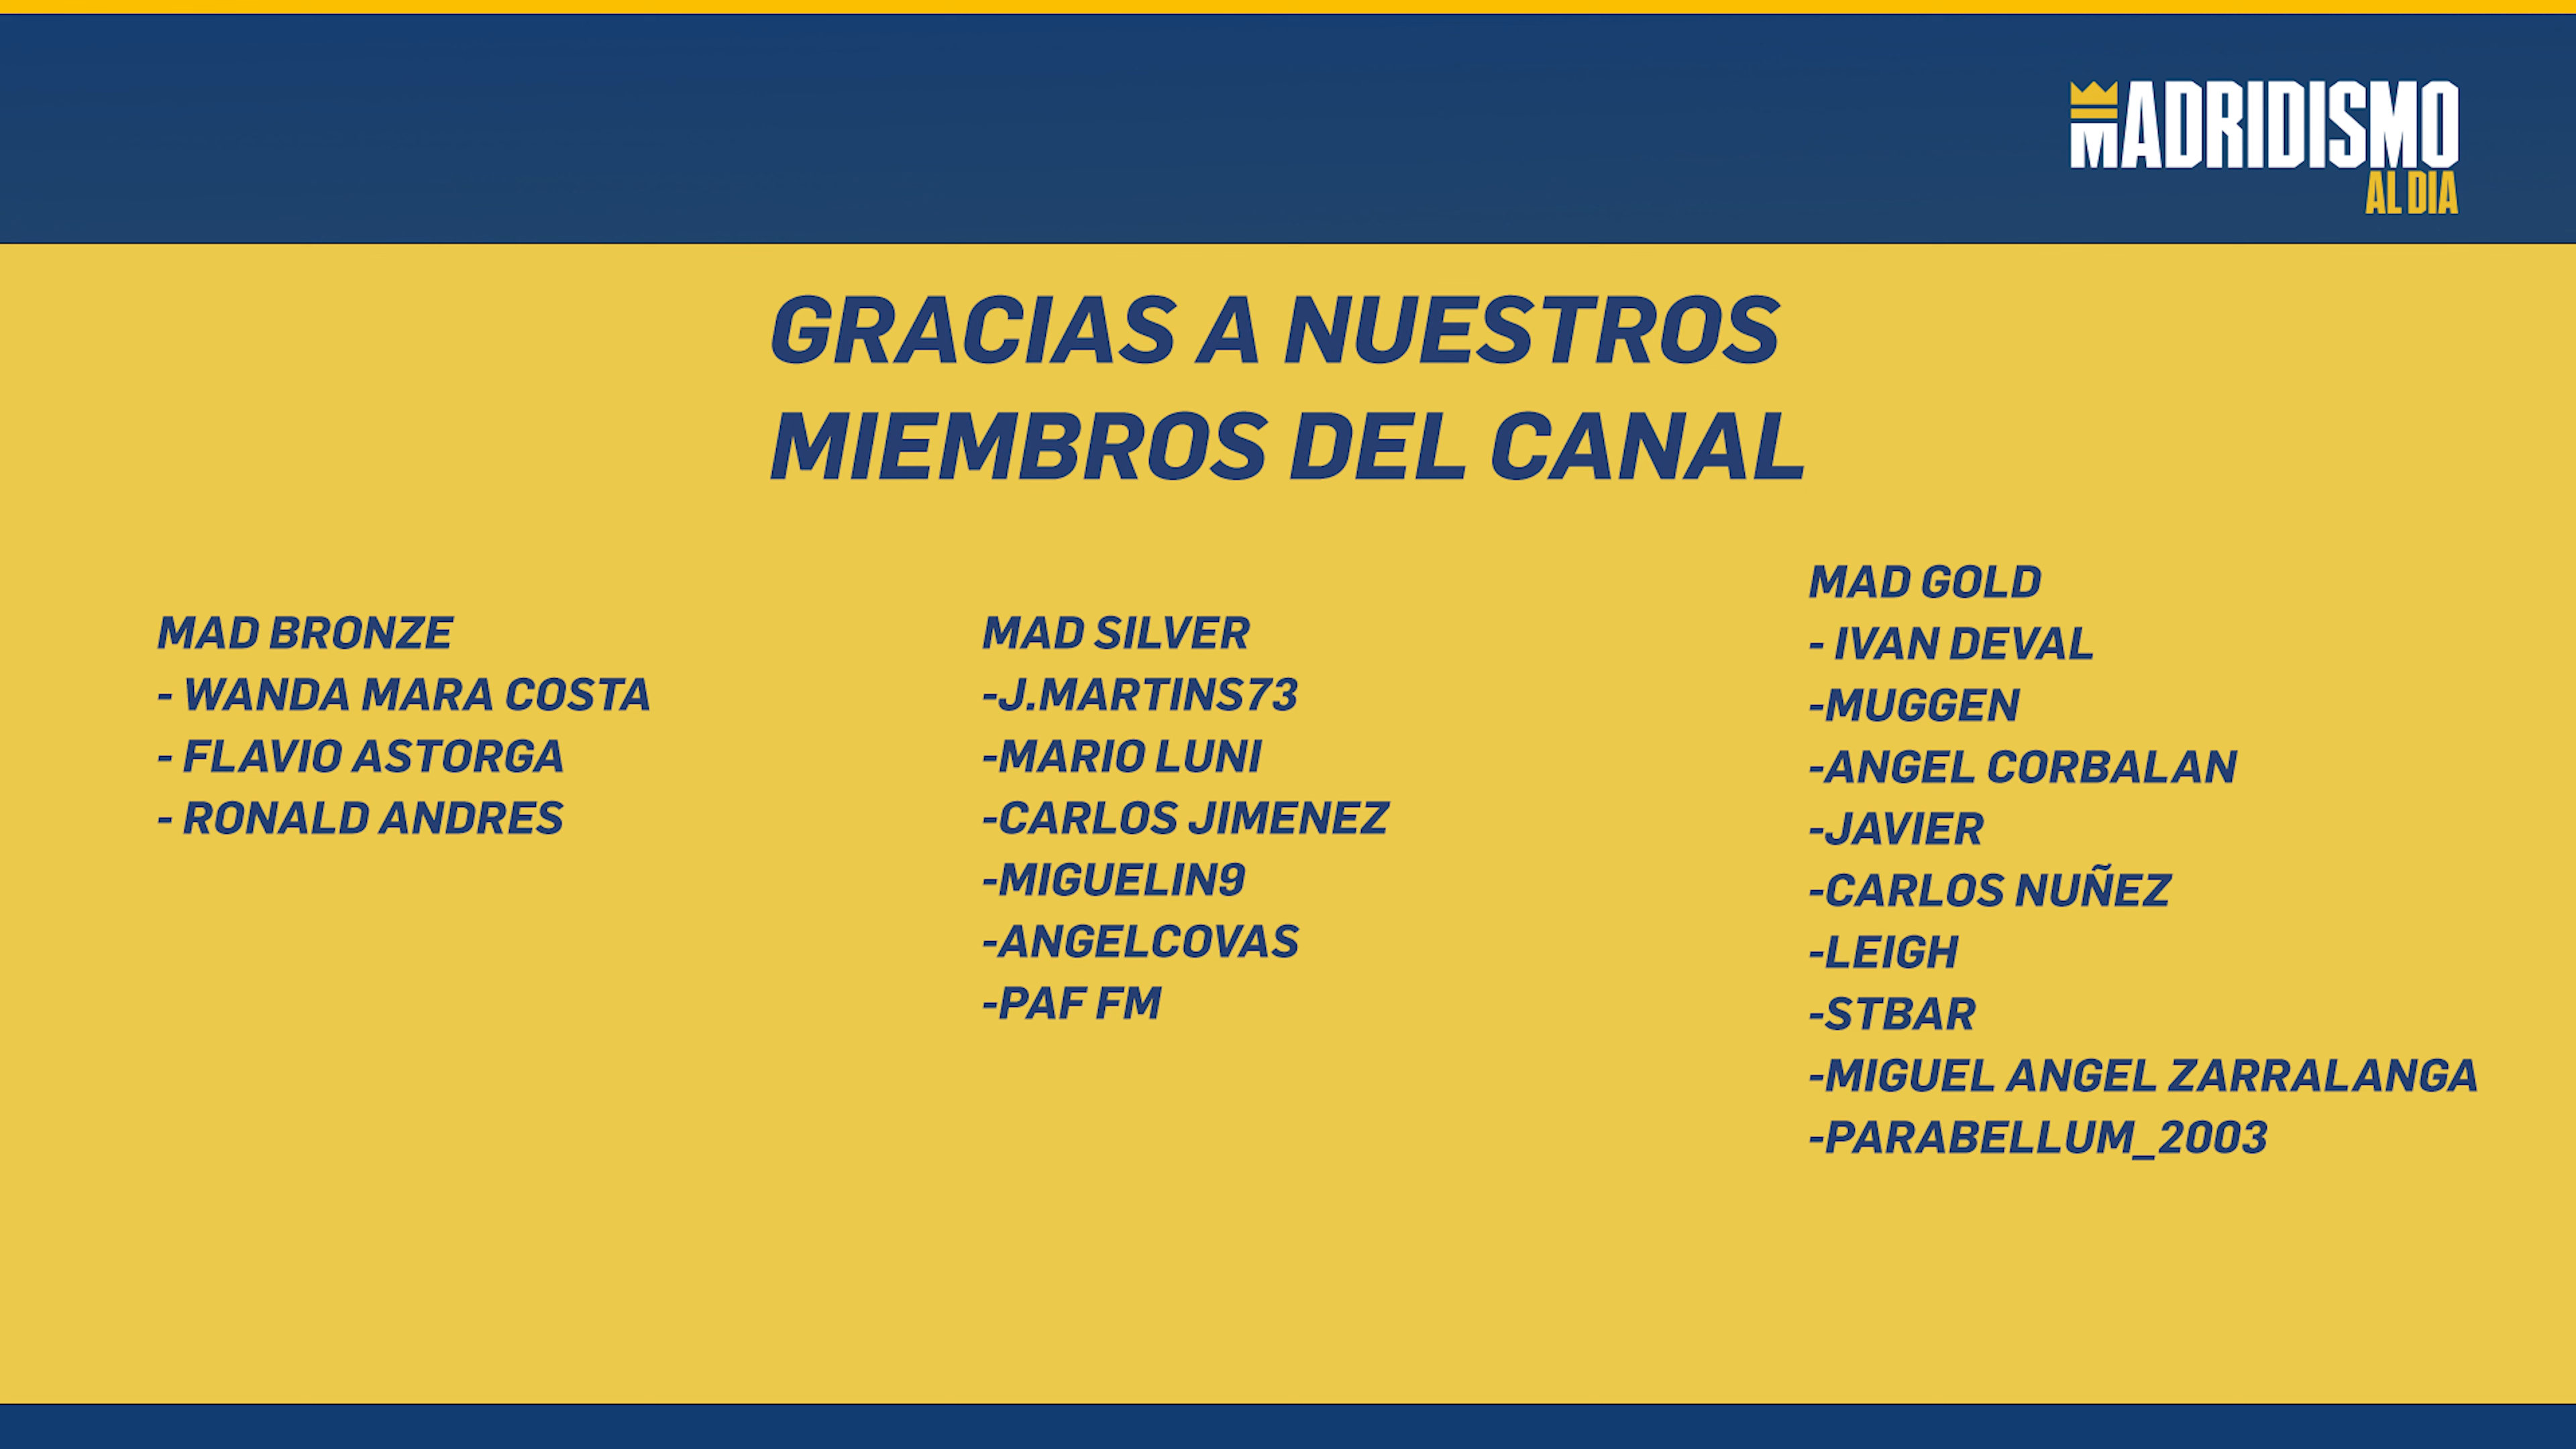 MADRIDISMO
AL DIA
GRACIAS A NUESTROS
MIEMBROS DEL CANAL
MAD BRONZE
- WANDA MARA COSTA
- FLAVIO ASTORGA
- RONALD ANDRES
MAD SILVER
-J.MARTINS73
-MARIO LUNI
-CARLOS JIMENEZ
-MIGUELIN9
-ANGELCOVAS
-PAF FM
MAD GOLD
- IVAN DEVAL
-MUGGEN
-ANGEL CORBALAN
-JAVIER
-CARLOS NUÑEZ
-LEIGH
-STBAR
-MIGUEL ANGEL ZARRALANGA
-PARABELLUM_2003